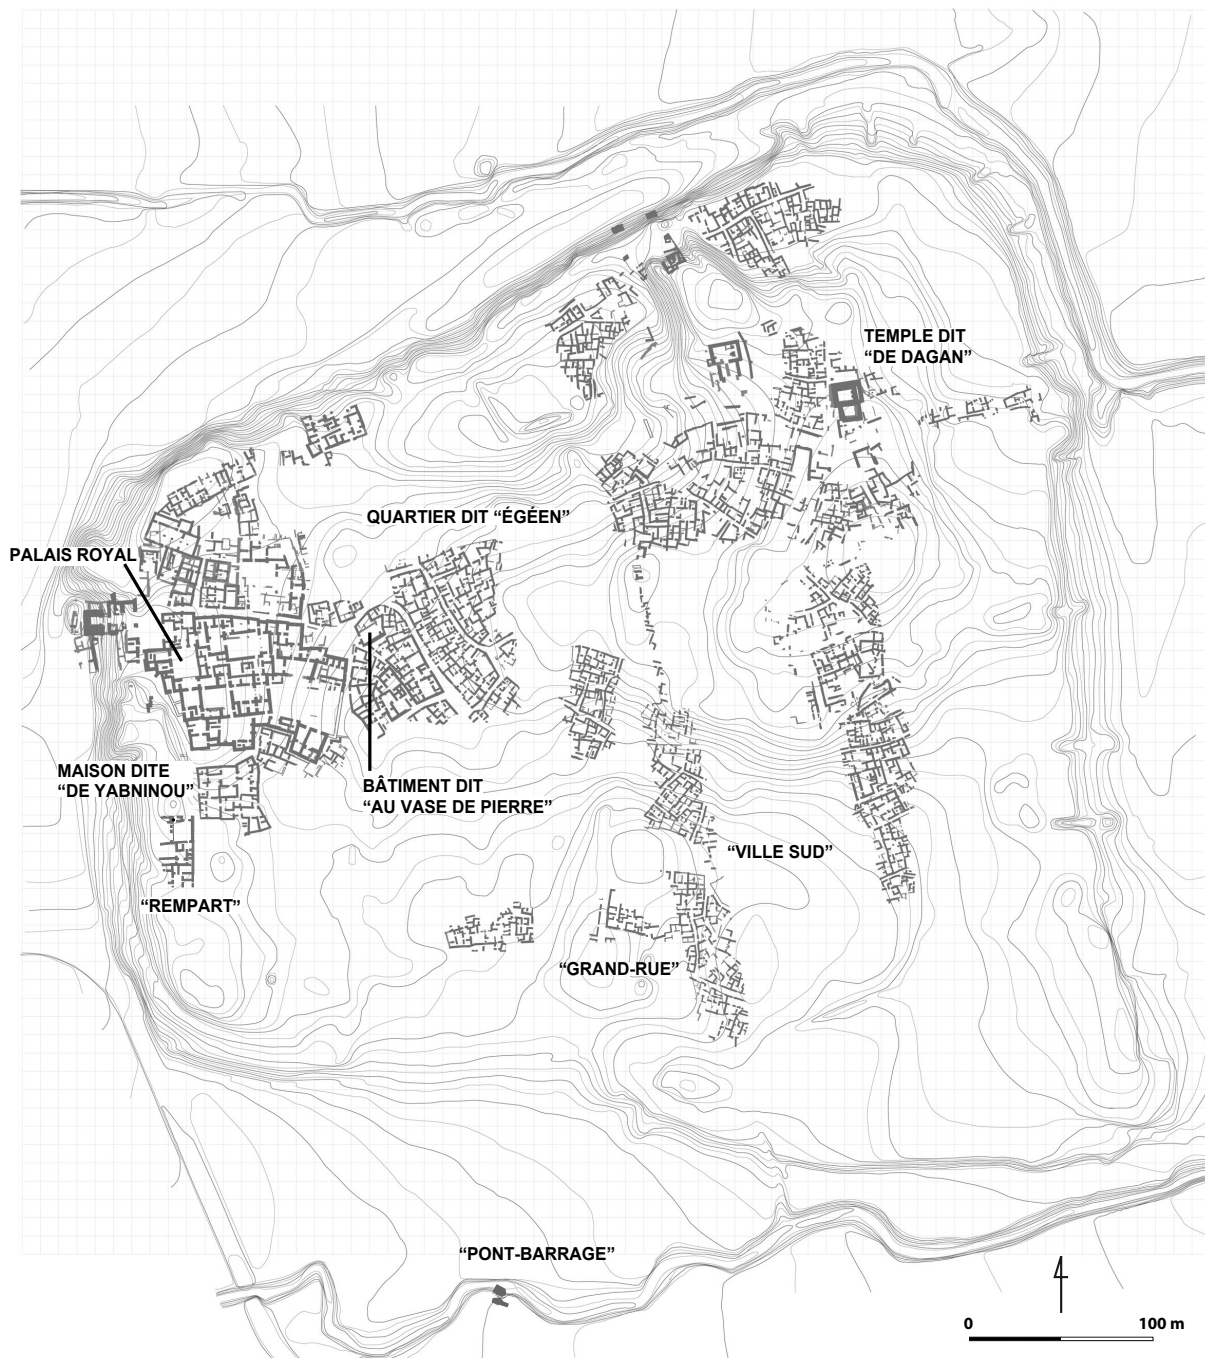 TEMPLE DIT
“DE DAGAN”
QUARTIER DIT “ÉGÉEN”
PALAIS ROYAL
MAISON DITE
“DE YABNINOU”
BÂTIMENT DIT
“AU VASE DE PIERRE”
“VILLE SUD”
“REMPART”
“GRAND-RUE”
“PONT-BARRAGE”
0 100 m